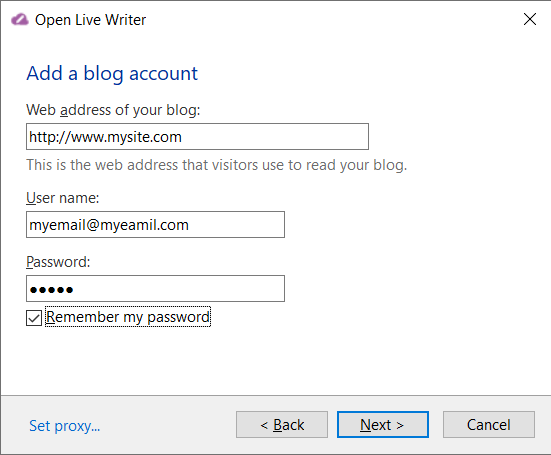 Open Live Writer
Add a blog account
Web address of your blog:
http://www.mysite.com
This is the web address that visitors use to read your blog.
User name:
myemail@myeamil.com
Password:
●●●●●
Remember my password
Set proxy...
< Back
Next >
Cancel